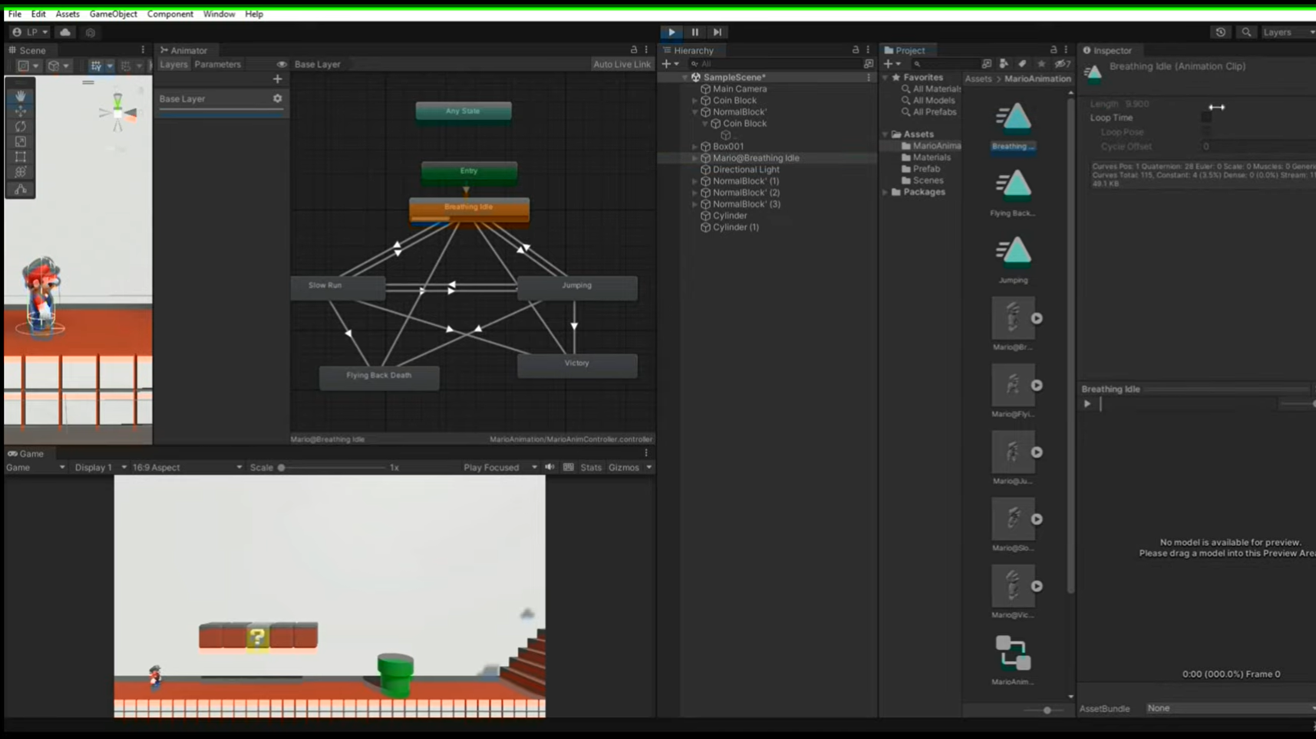 File Edit Assets GameObject Component Window Help
LP Layers
Scene
Animator
Hierarchy
Project
Inspector
Layers Parameters Base Layer Auto Live Link
Base Layer
Any State
Entry
Breathing Idle
Slow Run
Jumping
Flying Back Death
Victory
Mario@Breathing Idle MarioAnimation/MarioAnimController.controller
All
SampleScene*
Main Camera
Coin Block
NormalBlock'
Coin Block
Box001
Mario@Breathing Idle
Directional Light
NormalBlock' (1)
NormalBlock' (2)
NormalBlock' (3)
Cylinder
Cylinder (1)
7
Favorites
All Materials
All Models
All Prefabs
Assets
MarioAnima
Materials
Prefab
Scenes
Packages
Assets MarioAnimation
Breathing ...
Flying Back...
Jumping
Mario@Br...
Mario@Flyi...
Mario@Ju...
Mario@Slo...
Mario@Vic...
MarioAnim...
Breathing Idle (Animation Clip)
Length 9.900
Loop Time
Loop Pose
Cycle Offset 0
Curves Pos: 1 Quaternion: 28 Euler: 0 Scale: 0 Muscles: 0 Generi
Curves Total: 115, Constant: 4 (3.5%) Dense: 0 (0.0%) Stream: 11
48.1 KB
Breathing Idle
No model is available for preview.
Please drag a model into this Preview Area
0:00 (000.0%) Frame 0
AssetBundle None
Game
Game Display 1 16:9 Aspect Scale 1x Play Focused Stats Gizmos
?